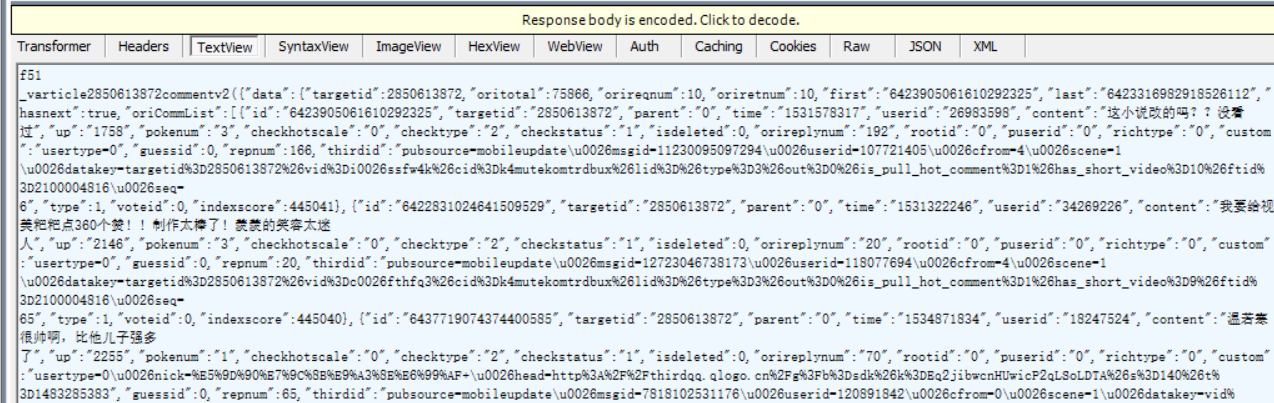 Response body is encoded. Click to decode.
Transformer Headers TextView SyntaxView ImageView HexView WebView Auth Caching Cookies Raw JSON XML
f51
_varticle2850613872commentv2({"data":{"targetid":2850613872,"oritotal":75866,"orireqnum":10,"oriretnum":10,"first":"6423905061610292325","last":"6423316982918526112","
hasnext":true,"oriCommList":[{"id":"6423905061610292325","targetid":"2850613872","parent":"0","time":"1531578317","userid":"26983598","content":"这小说改的吗？？没看
过","up":"1758","pokenum":"3","checkhotscale":"0","checktype":"2","checkstatus":"1","isdeleted":0,"orireplynum":"192","rootid":"0","puserid":"0","richtype":"0","custom
":"usertype=0","guessid":0,"repnum":166,"thirdid":"pubsource=mobileupdate\u0026msgid=11230095097294\u0026userid=107721405\u0026cfrom=4\u0026scene=1
\u0026datakey=targetid%3D2850613872%26vid%3Di0026ssfw4k%26cid%3Dk4mutekomtrdbux%26lid%3D%26type%3D3%26out%3D0%26is_pull_hot_comment%3D1%26has_short_video%3D10%26ftid%
3D2100004816\u0026seq=
6","type":1,"voteid":0,"indexscore":445041},{"id":"6422831024641509529","targetid":"2850613872","parent":"0","time":"1531322246","userid":"34269226","content":"我要给视
美粑粑点360个赞！！制作太棒了！羡羡的笑容太迷
人","up":"2146","pokenum":"3","checkhotscale":"0","checktype":"2","checkstatus":"1","isdeleted":0,"orireplynum":"20","rootid":"0","puserid":"0","richtype":"0","custom"
:"usertype=0","guessid":0,"repnum":20,"thirdid":"pubsource=mobileupdate\u0026msgid=12723046738173\u0026userid=118077694\u0026cfrom=4\u0026scene=1
\u0026datakey=targetid%3D2850613872%26vid%3Dc0026fthfq3%26cid%3Dk4mutekomtrdbux%26lid%3D%26type%3D3%26out%3D0%26is_pull_hot_comment%3D1%26has_short_video%3D9%26ftid%
3D2100004816\u0026seq=
65","type":1,"voteid":0,"indexscore":445040},{"id":"6437719074374400585","targetid":"2850613872","parent":"0","time":"1534871834","userid":"18247524","content":"温若寒
很帅啊，比他儿子强多
了","up":"2255","pokenum":"1","checkhotscale":"0","checktype":"2","checkstatus":"1","isdeleted":0,"orireplynum":"70","rootid":"0","puserid":"0","richtype":"0","custom"
:"usertype=0\u0026nick=%E5%9D%90%E7%9C%8B%E9%A3%8E%E6%99%AF+\u0026head=http%3A%2F%2Fthirdqq.qlogo.cn%2Fg%3Fb%3Dsdk%26k%3DEq2jibwcnHUwicP2qLSoLDTA%26s%3D140%26t%
3D1483285383","guessid":0,"repnum":65,"thirdid":"pubsource=mobileupdate\u0026msgid=7818102531176\u0026userid=120891842\u0026cfrom=0\u0026scene=1\u0026datakey=vid%